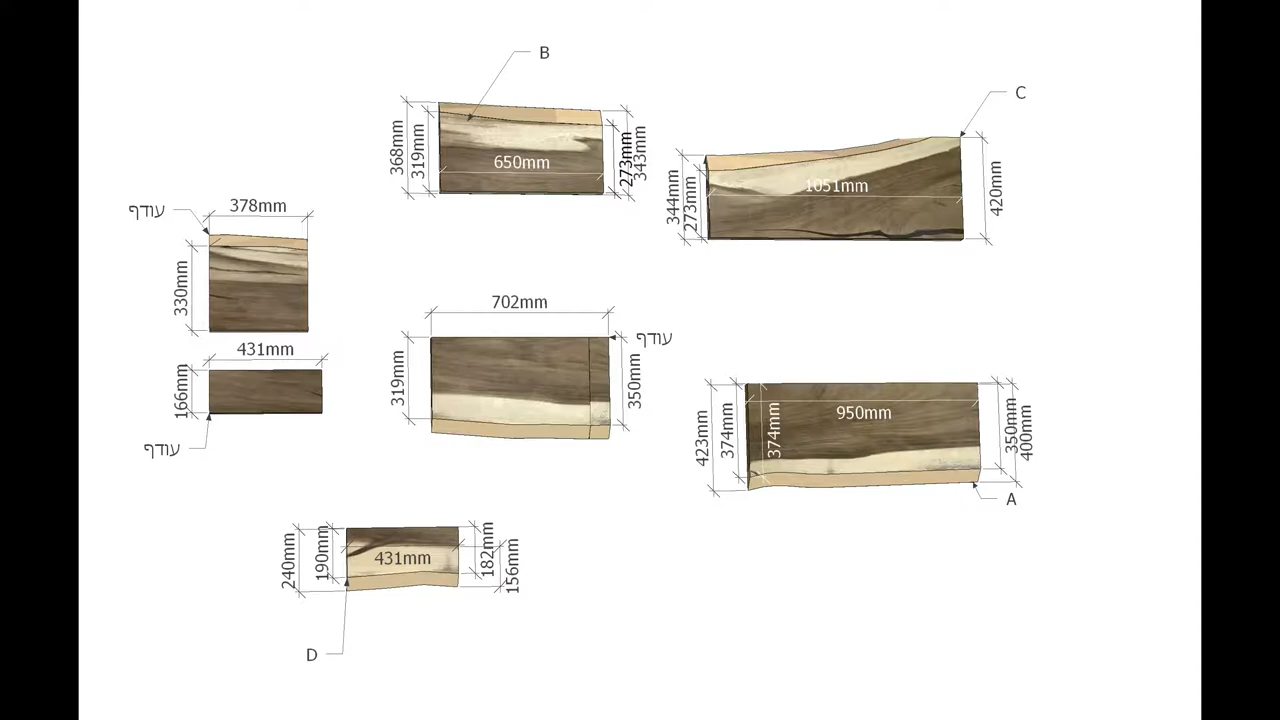 B
368mm
319mm
650mm
273mm
343mm
C
344mm
273mm
1051mm
420mm
עודף
378mm
330mm
431mm
166mm
עודף
702mm
319mm
350mm
עודף
423mm
374mm
374mm
950mm
350mm
400mm
A
240mm
190mm
431mm
182mm
156mm
D